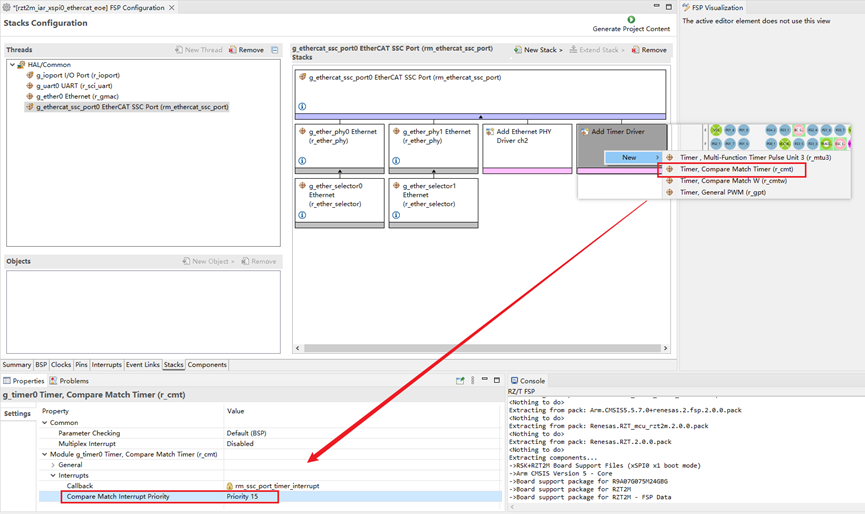 *[rzt2m_iar_xspi0_ethercat_eoe] FSP Configuration
FSP Visualization
Stacks Configuration
Generate Project Content
The active editor element does not use this view
Threads
New Thread
Remove
HAL/Common
g_ioport I/O Port (r_ioport)
g_uart0 UART (r_sci_uart)
g_ether0 Ethernet (r_gmac)
g_ethercat_ssc_port0 EtherCAT SSC Port (rm_ethercat_ssc_port)
Objects
New Object >
Remove
g_ethercat_ssc_port0 EtherCAT SSC Port (rm_ethercat_ssc_port)
Stacks
New Stack >
Extend Stack >
Remove
g_ethercat_ssc_port0 EtherCAT SSC Port (rm_ethercat_ssc_port)
g_ether_phy0 Ethernet
(r_ether_phy)
g_ether_phy1 Ethernet
(r_ether_phy)
Add Ethernet PHY
Driver ch2
Add Timer Driver
New
Timer , Multi-Function Timer Pulse Unit 3 (r_mtu3)
Timer, Compare Match Timer (r_cmt)
Timer, Compare Match W (r_cmtw)
Timer, General PWM (r_gpt)
g_ether_selector0
Ethernet
(r_ether_selector)
g_ether_selector1
Ethernet
(r_ether_selector)
Summary BSP Clocks Pins Interrupts Event Links Stacks Components
Properties
Problems
g_timer0 Timer, Compare Match Timer (r_cmt)
Settings
Property Value
Common
Parameter Checking Default (BSP)
Multiplex Interrupt Disabled
Module g_timer0 Timer, Compare Match Timer (r_cmt)
General
Interrupts
Callback rm_ssc_port_timer_interrupt
Compare Match Interrupt Priority Priority 15
Console
RZ/T FSP
<Nothing to do>
Extracting from pack: Arm.CMSIS5.5.7.0+renesas.2.fsp.2.0.0.pack
<Nothing to do>
Extracting from pack: Renesas.RZT_mcu_rzt2m.2.0.0.pack
<Nothing to do>
Extracting from pack: Renesas.RZT.2.0.0.pack
<Nothing to do>
Extracting components...
->RSK+RZT2M Board Support Files (xSPI0 x1 boot mode)
->Arm CMSIS Version 5 - Core
->Board support package for R9A07G075M24GBG
->Board support package for RZT2M
->Board support package for RZT2M - FSP Data